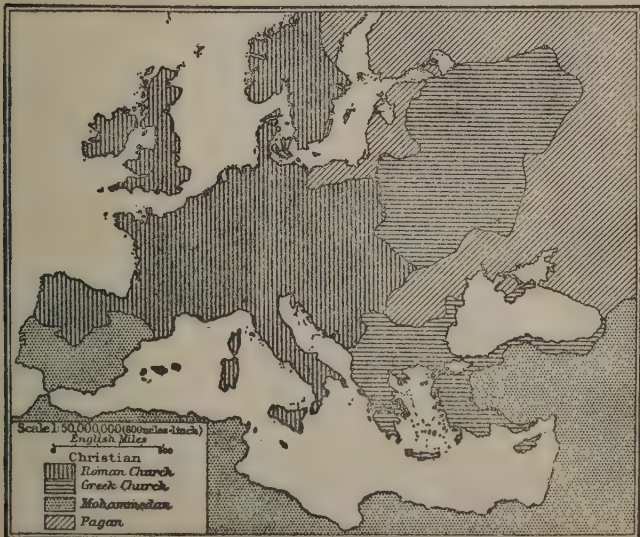 Scale 1:50,000,000 (800 miles-1 inch)
English Miles
0 800
Christian
Roman Church
Greek Church
Mohammedan
Pagan